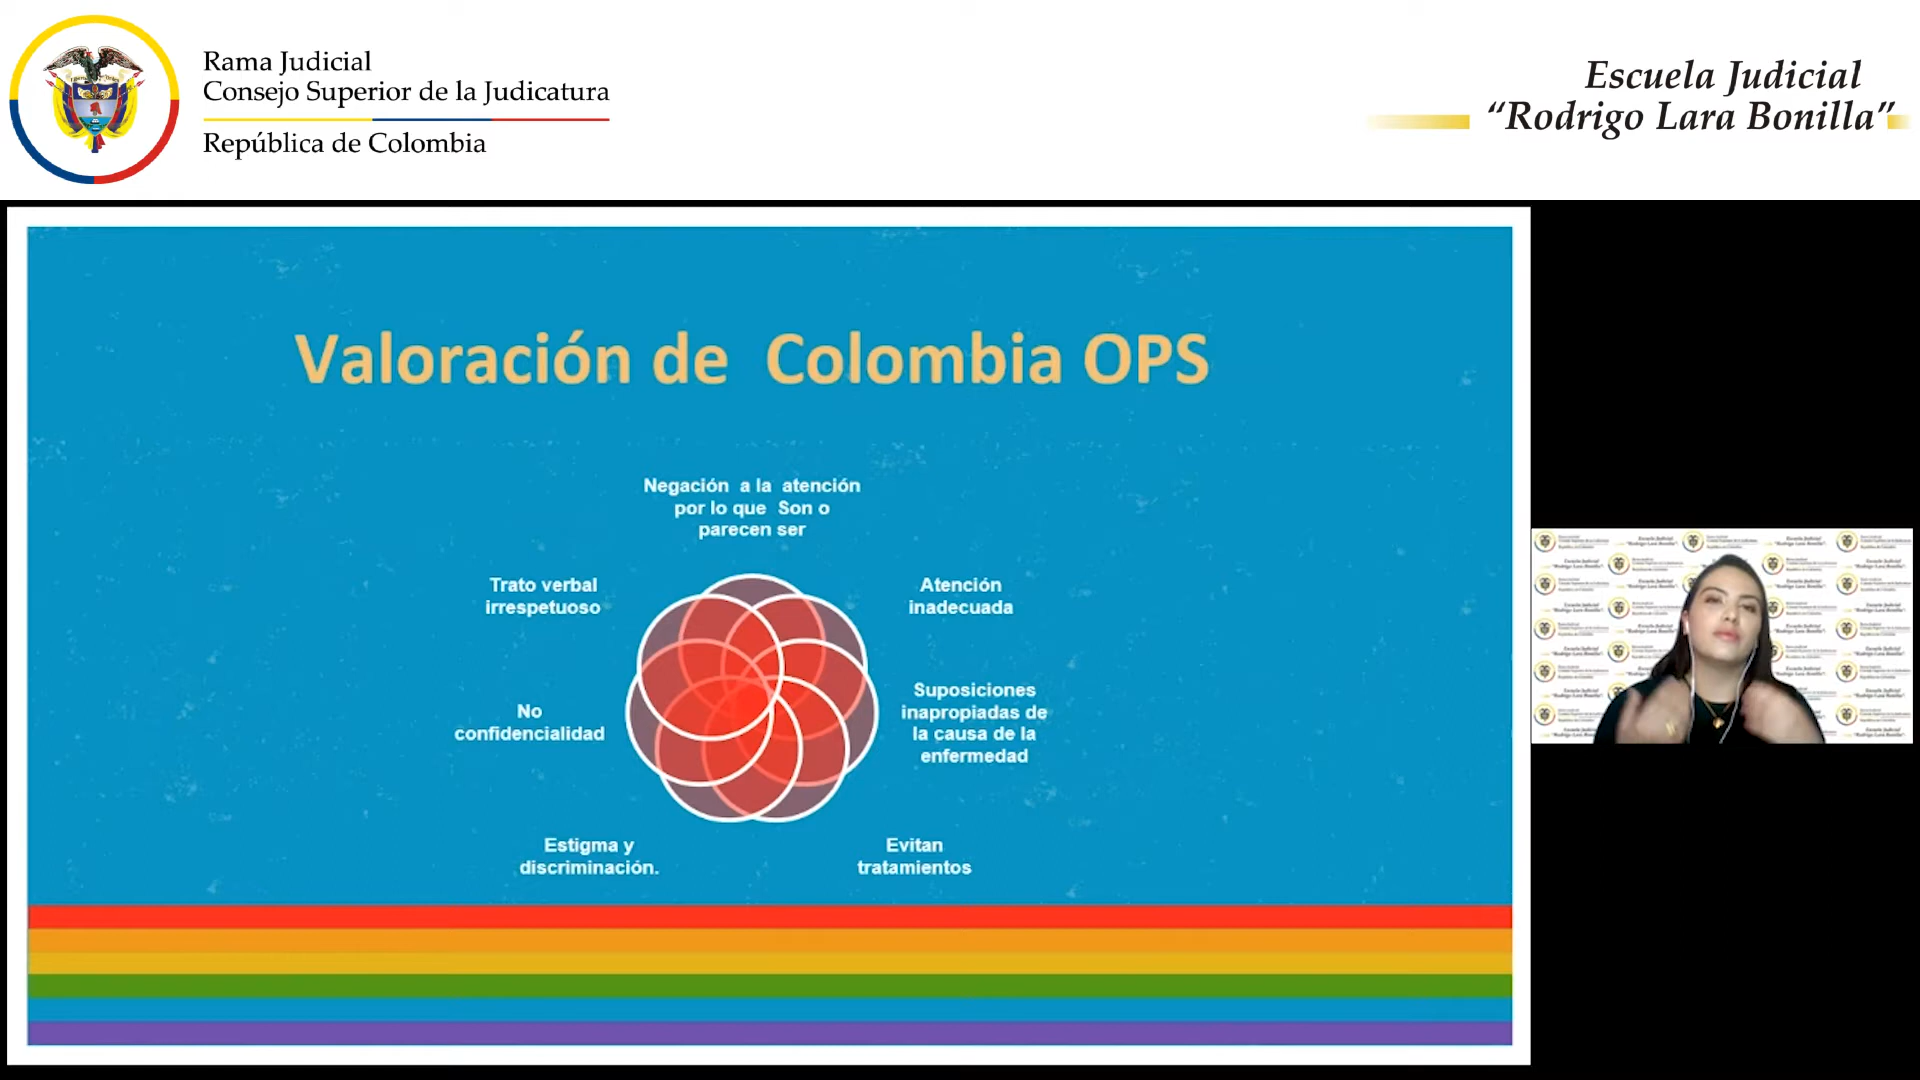 Rama Judicial
Consejo Superior de la Judicatura
República de Colombia
Escuela Judicial
“Rodrigo Lara Bonilla”
Valoración de  Colombia OPS
Negación  a la  atención
por lo que  Son o
parecen ser
Trato verbal
irrespetuoso
Atención
inadecuada
No
confidencialidad
Suposiciones
inapropiadas de
la causa de la
enfermedad
Estigma y
discriminación.
Evitan
tratamientos